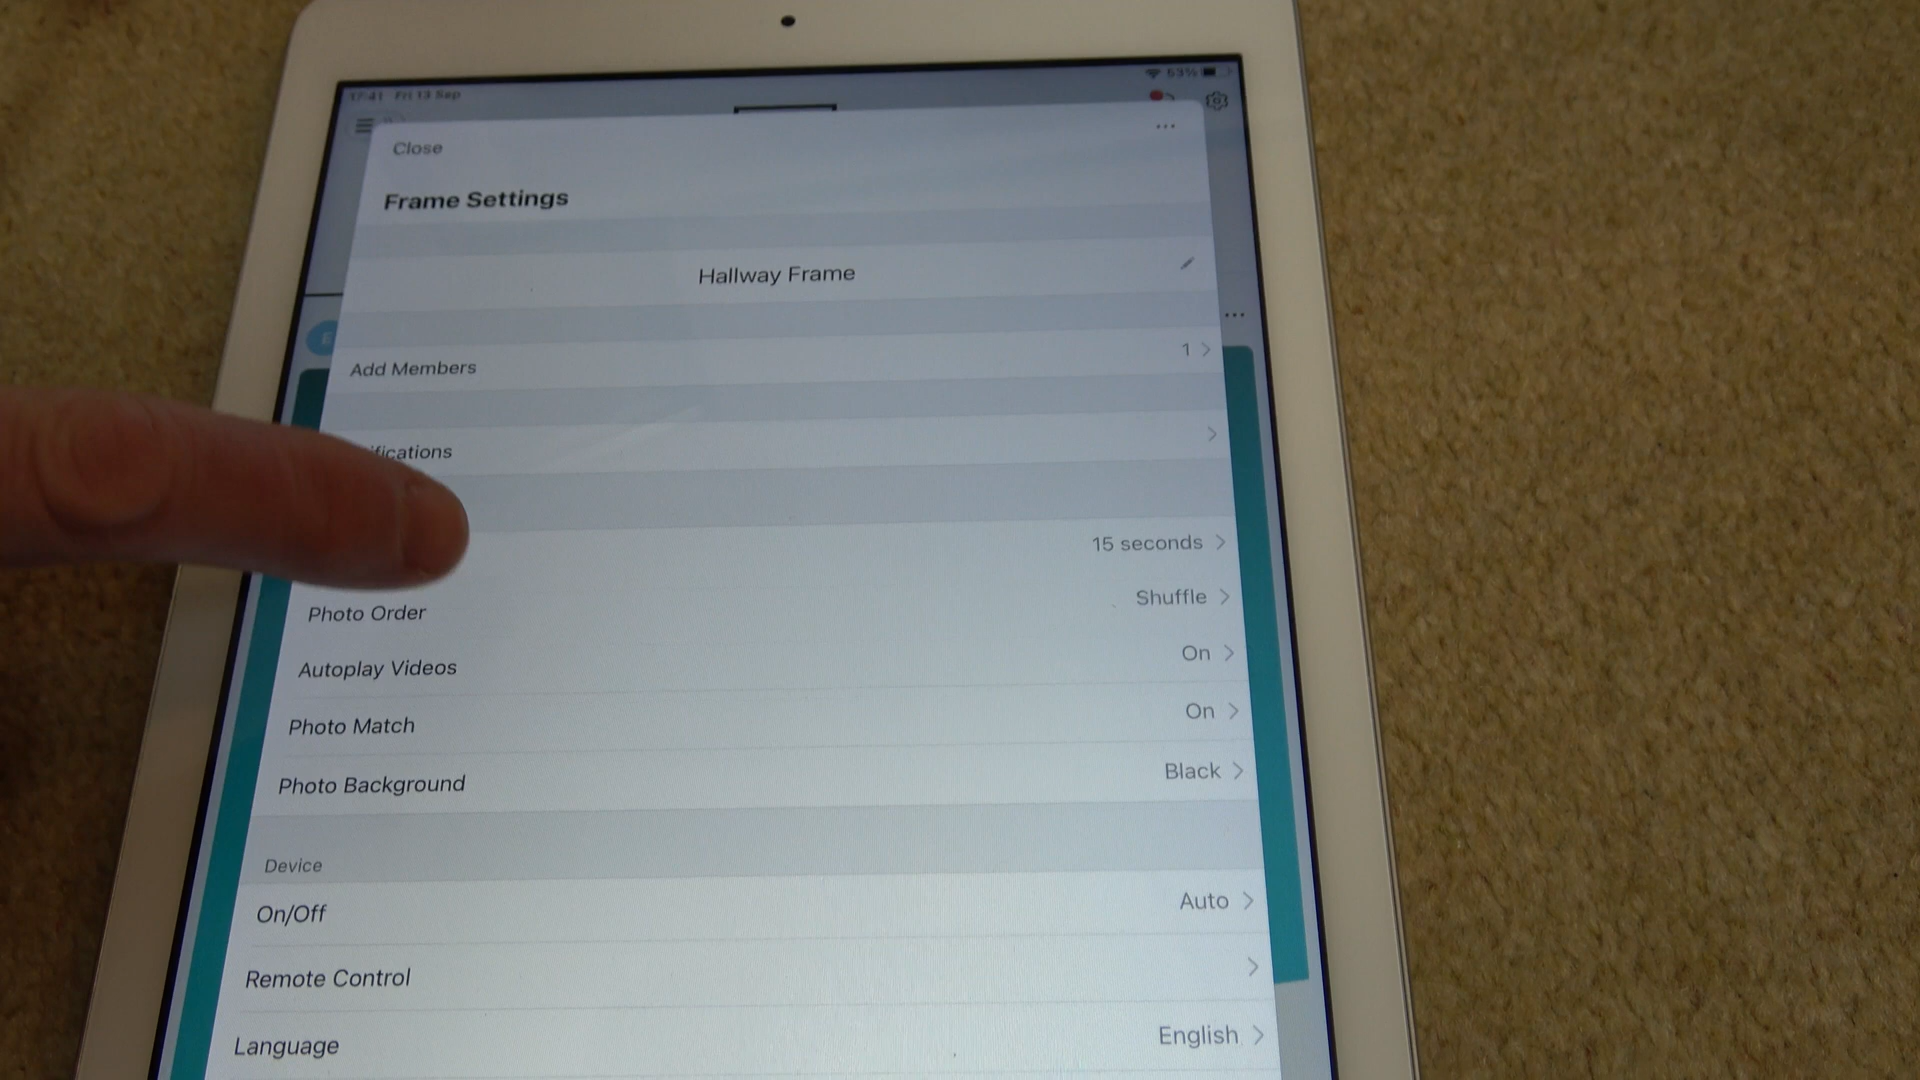 17:41 Fri 13 Sep
53%
Close
Frame Settings
Hallway Frame
Add Members 1
ifications
15 seconds
Photo Order Shuffle
Autoplay Videos On
Photo Match On
Photo Background Black
Device
On/Off Auto
Remote Control
Language English